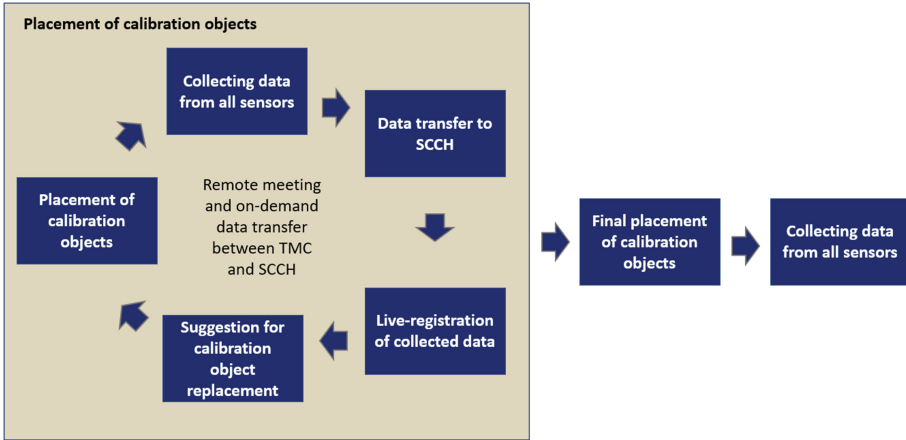 Placement of calibration objects
Collecting data
from all sensors
Data transfer to
SCCH
Placement of
calibration
objects
Remote meeting
and on-demand
data transfer
between TMC
and SCCH
Live-registration
of collected data
Suggestion for
calibration
object
replacement
Final placement
of calibration
objects
Collecting data
from all sensors